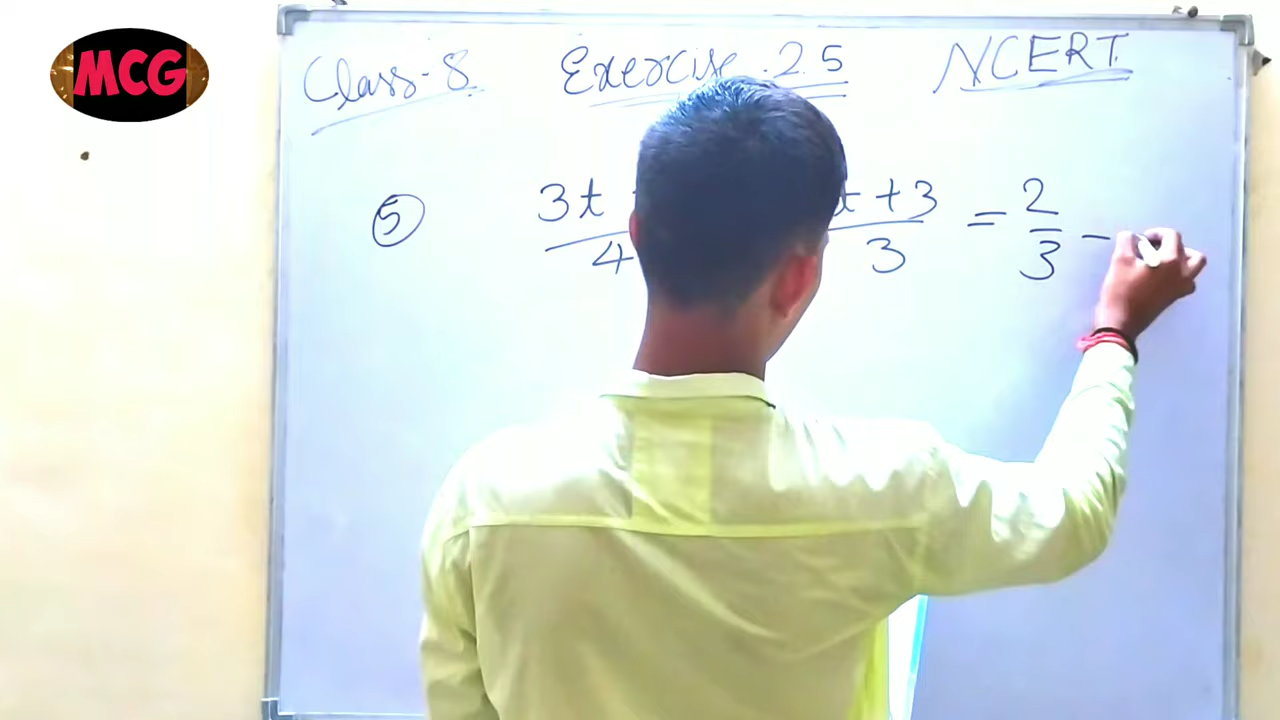 MCG
Class-8 Exercise 2.5 NCERT
⑤ 3t / 4 t + 3 / 3 = 2 / 3 -